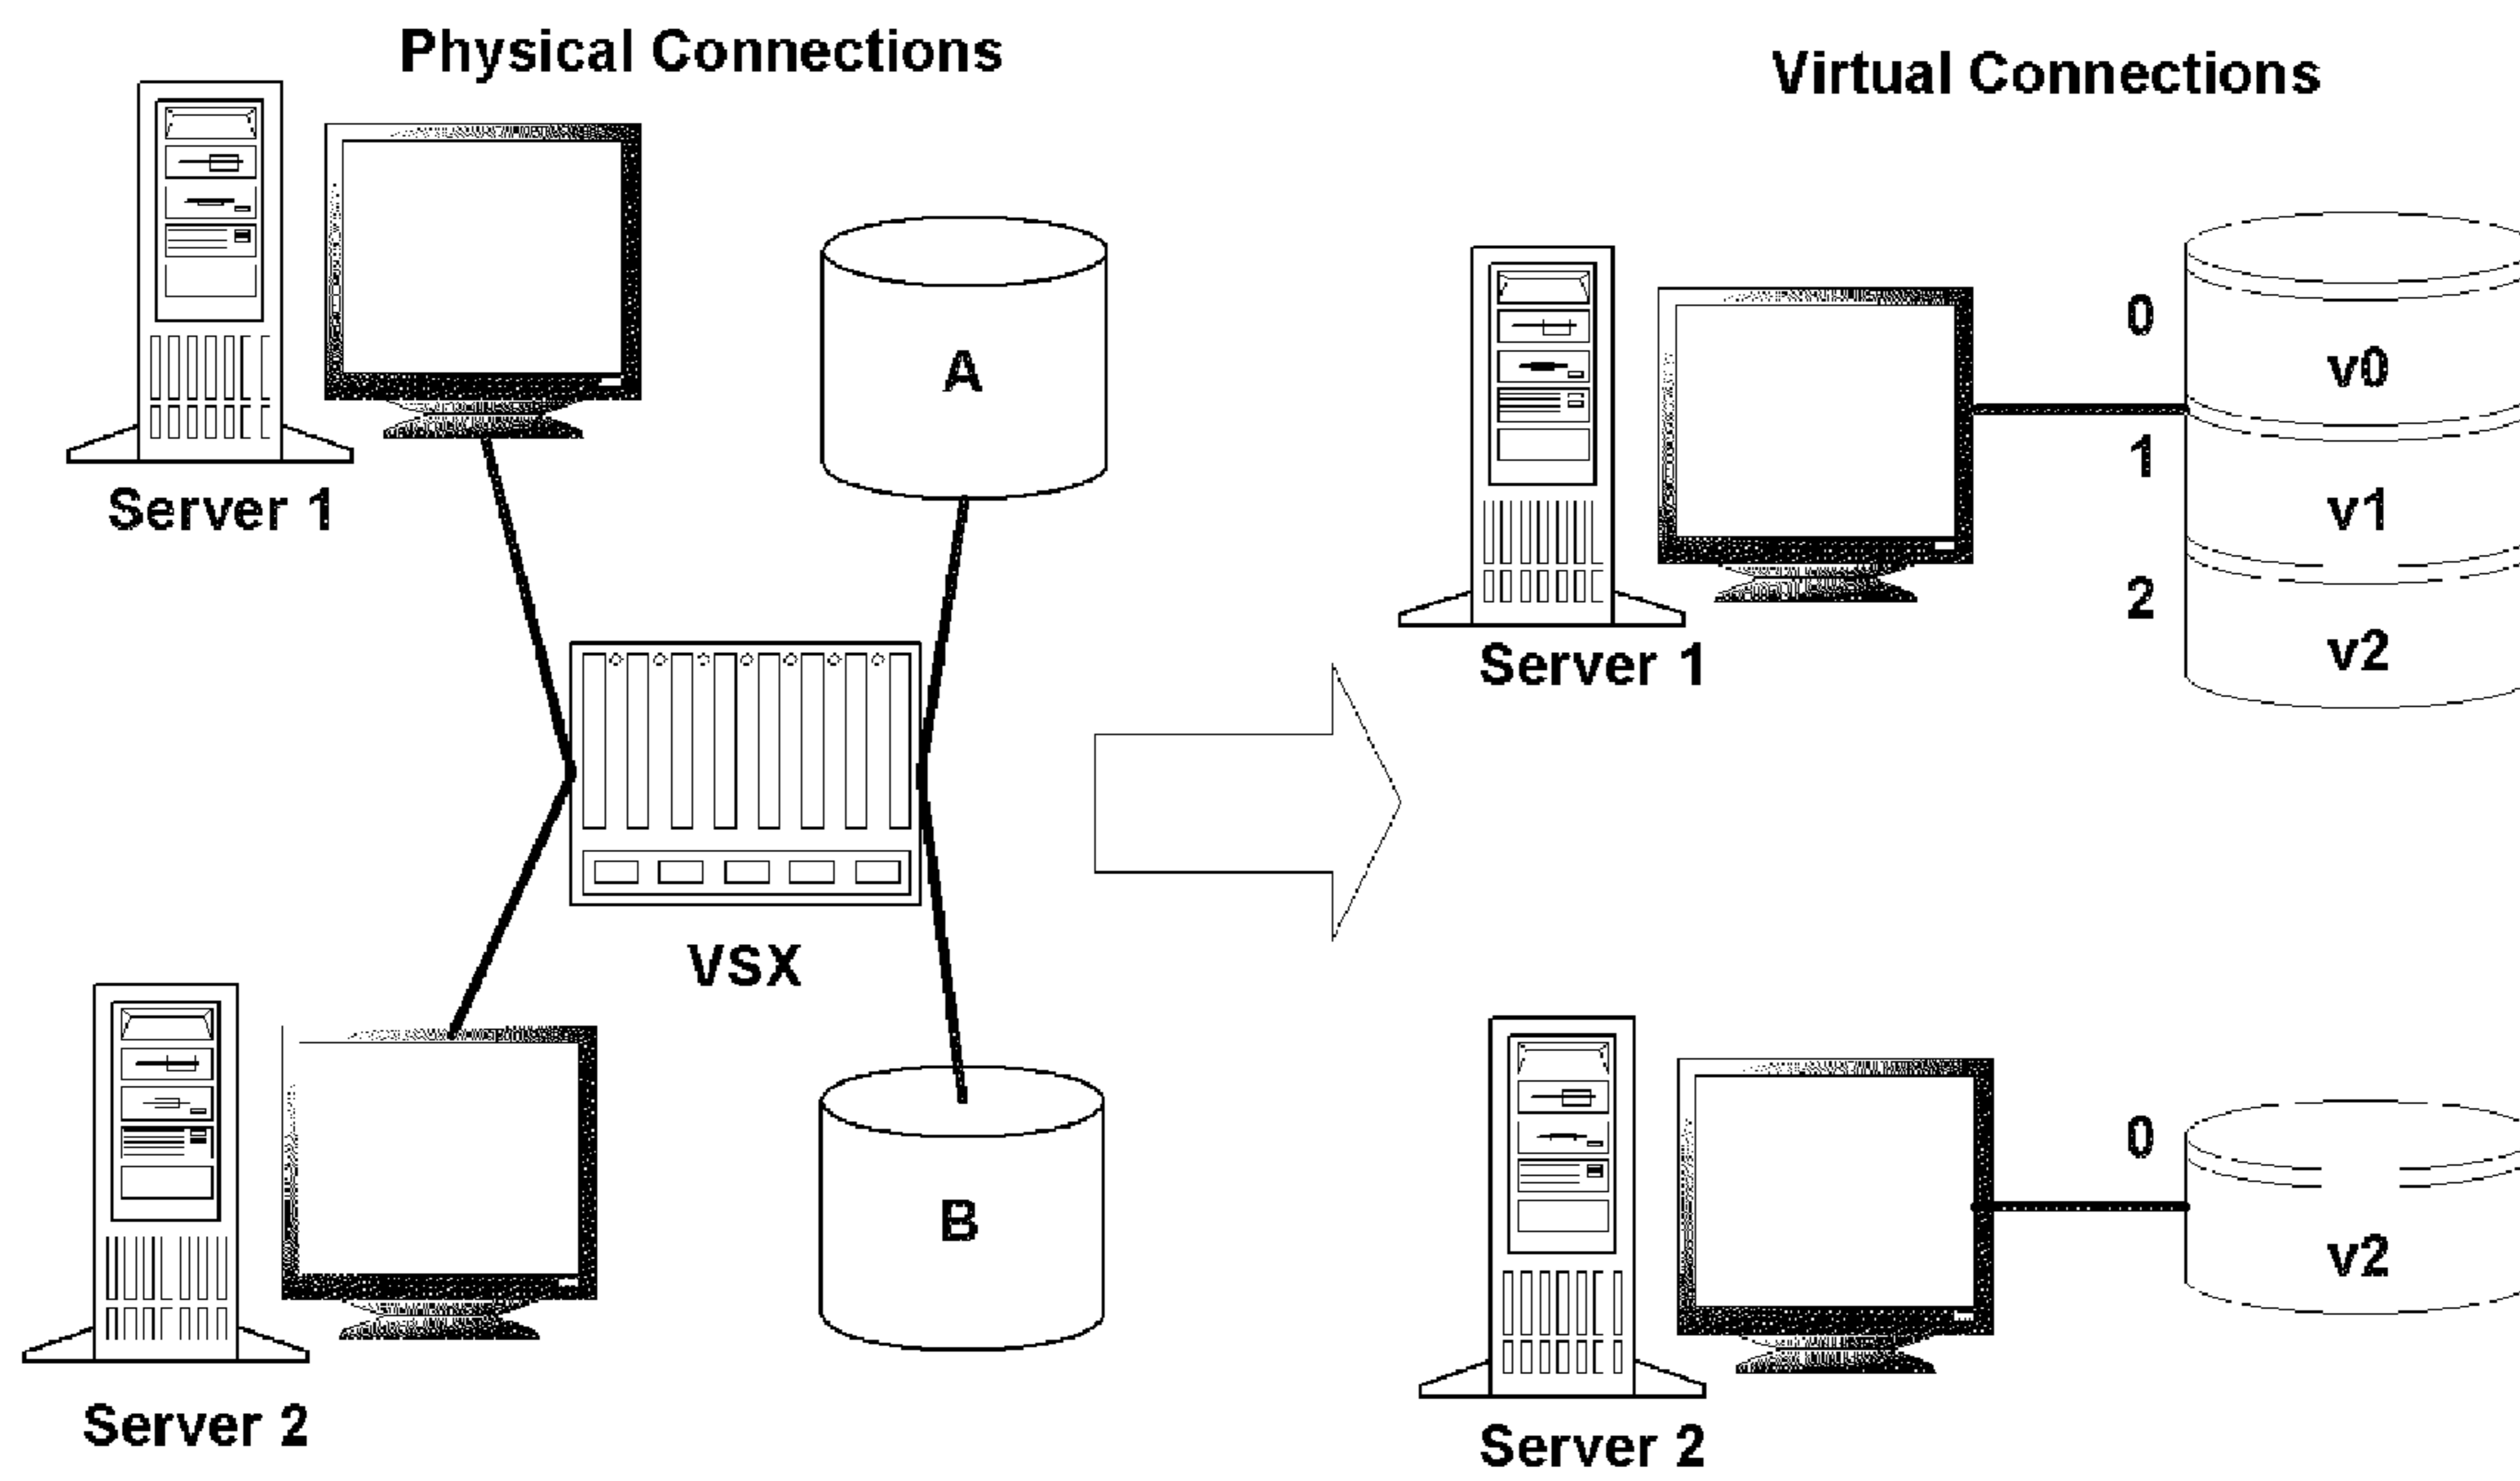 Physical Connections
Server 1
A
VSX
B
Server 2
Virtual Connections
0
v0
1
v1
2
v2
Server 1
0
v2
Server 2